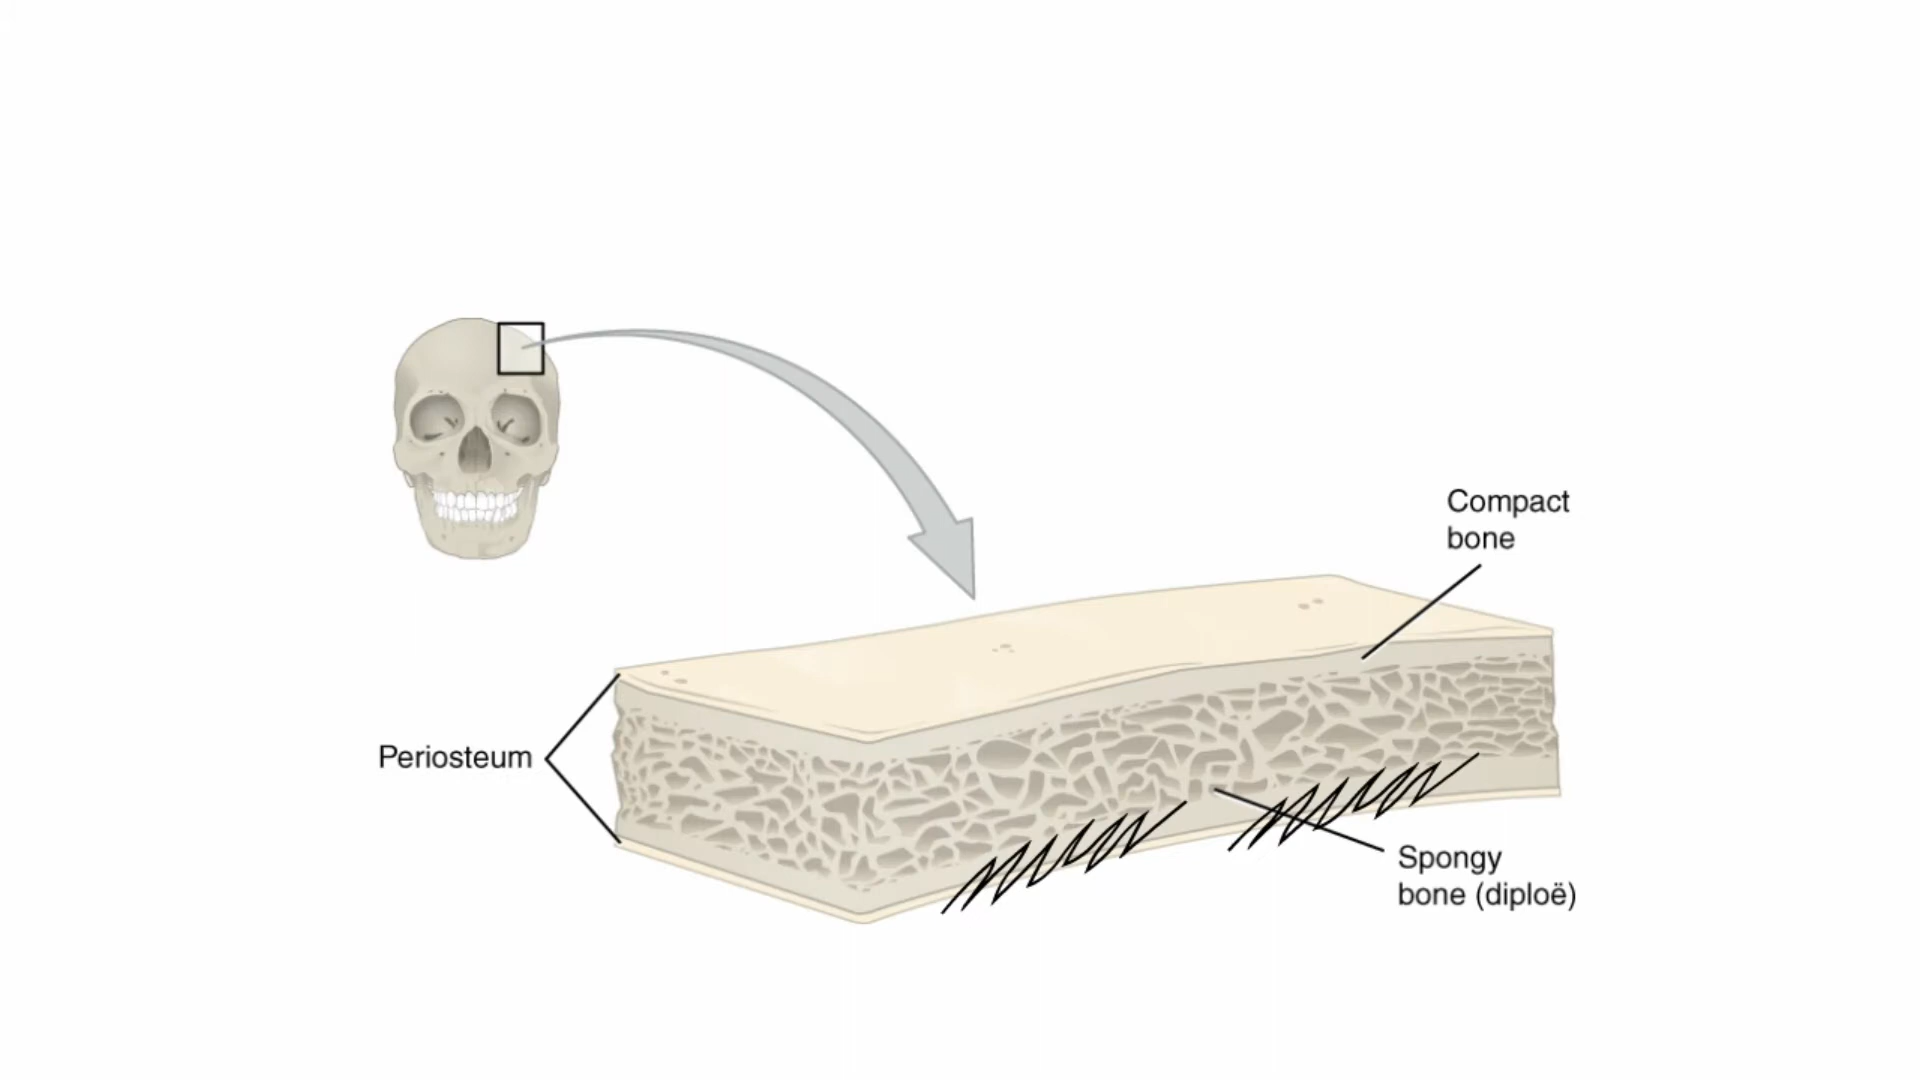 Compact
bone
Periosteum
Spongy
bone (diploë)